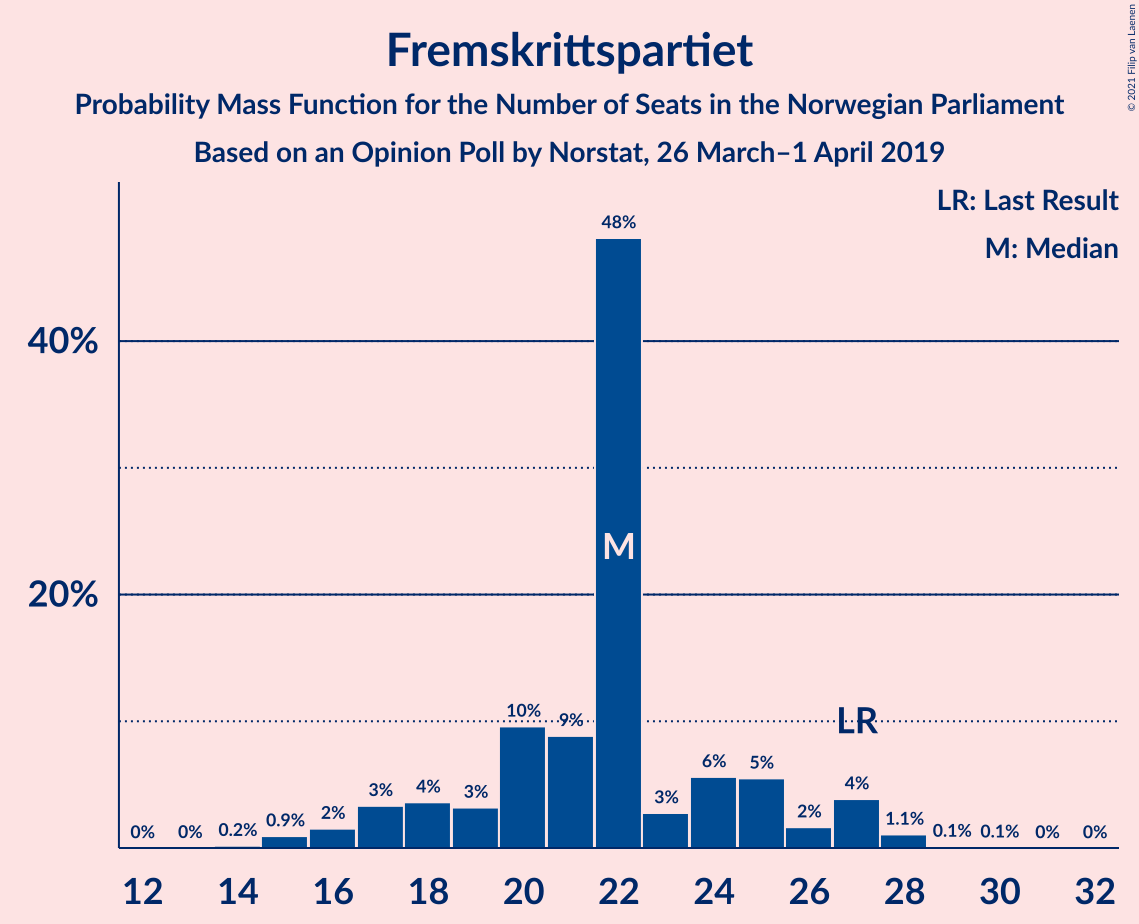 Fremskrittspartiet
Probability Mass Function for the Number of Seats in the Norwegian Parliament
Based on an Opinion Poll by Norstat, 26 March–1 April 2019
© 2021 Filip van Laenen
LR: Last Result
M: Median
40%
20%
0% 0% 0.2% 0.9% 2% 3% 4% 3% 10% 9% 48% 3% 6% 5% 2% 4% 1.1% 0.1% 0.1% 0% 0%
M
LR
12 14 16 18 20 22 24 26 28 30 32